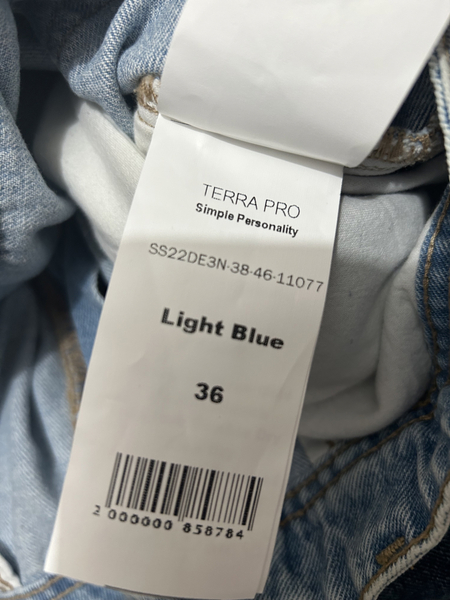 TERRA PRO
Simple Personality
SS22DE3N-38-46-11077
Light Blue
36
2 000000 858784